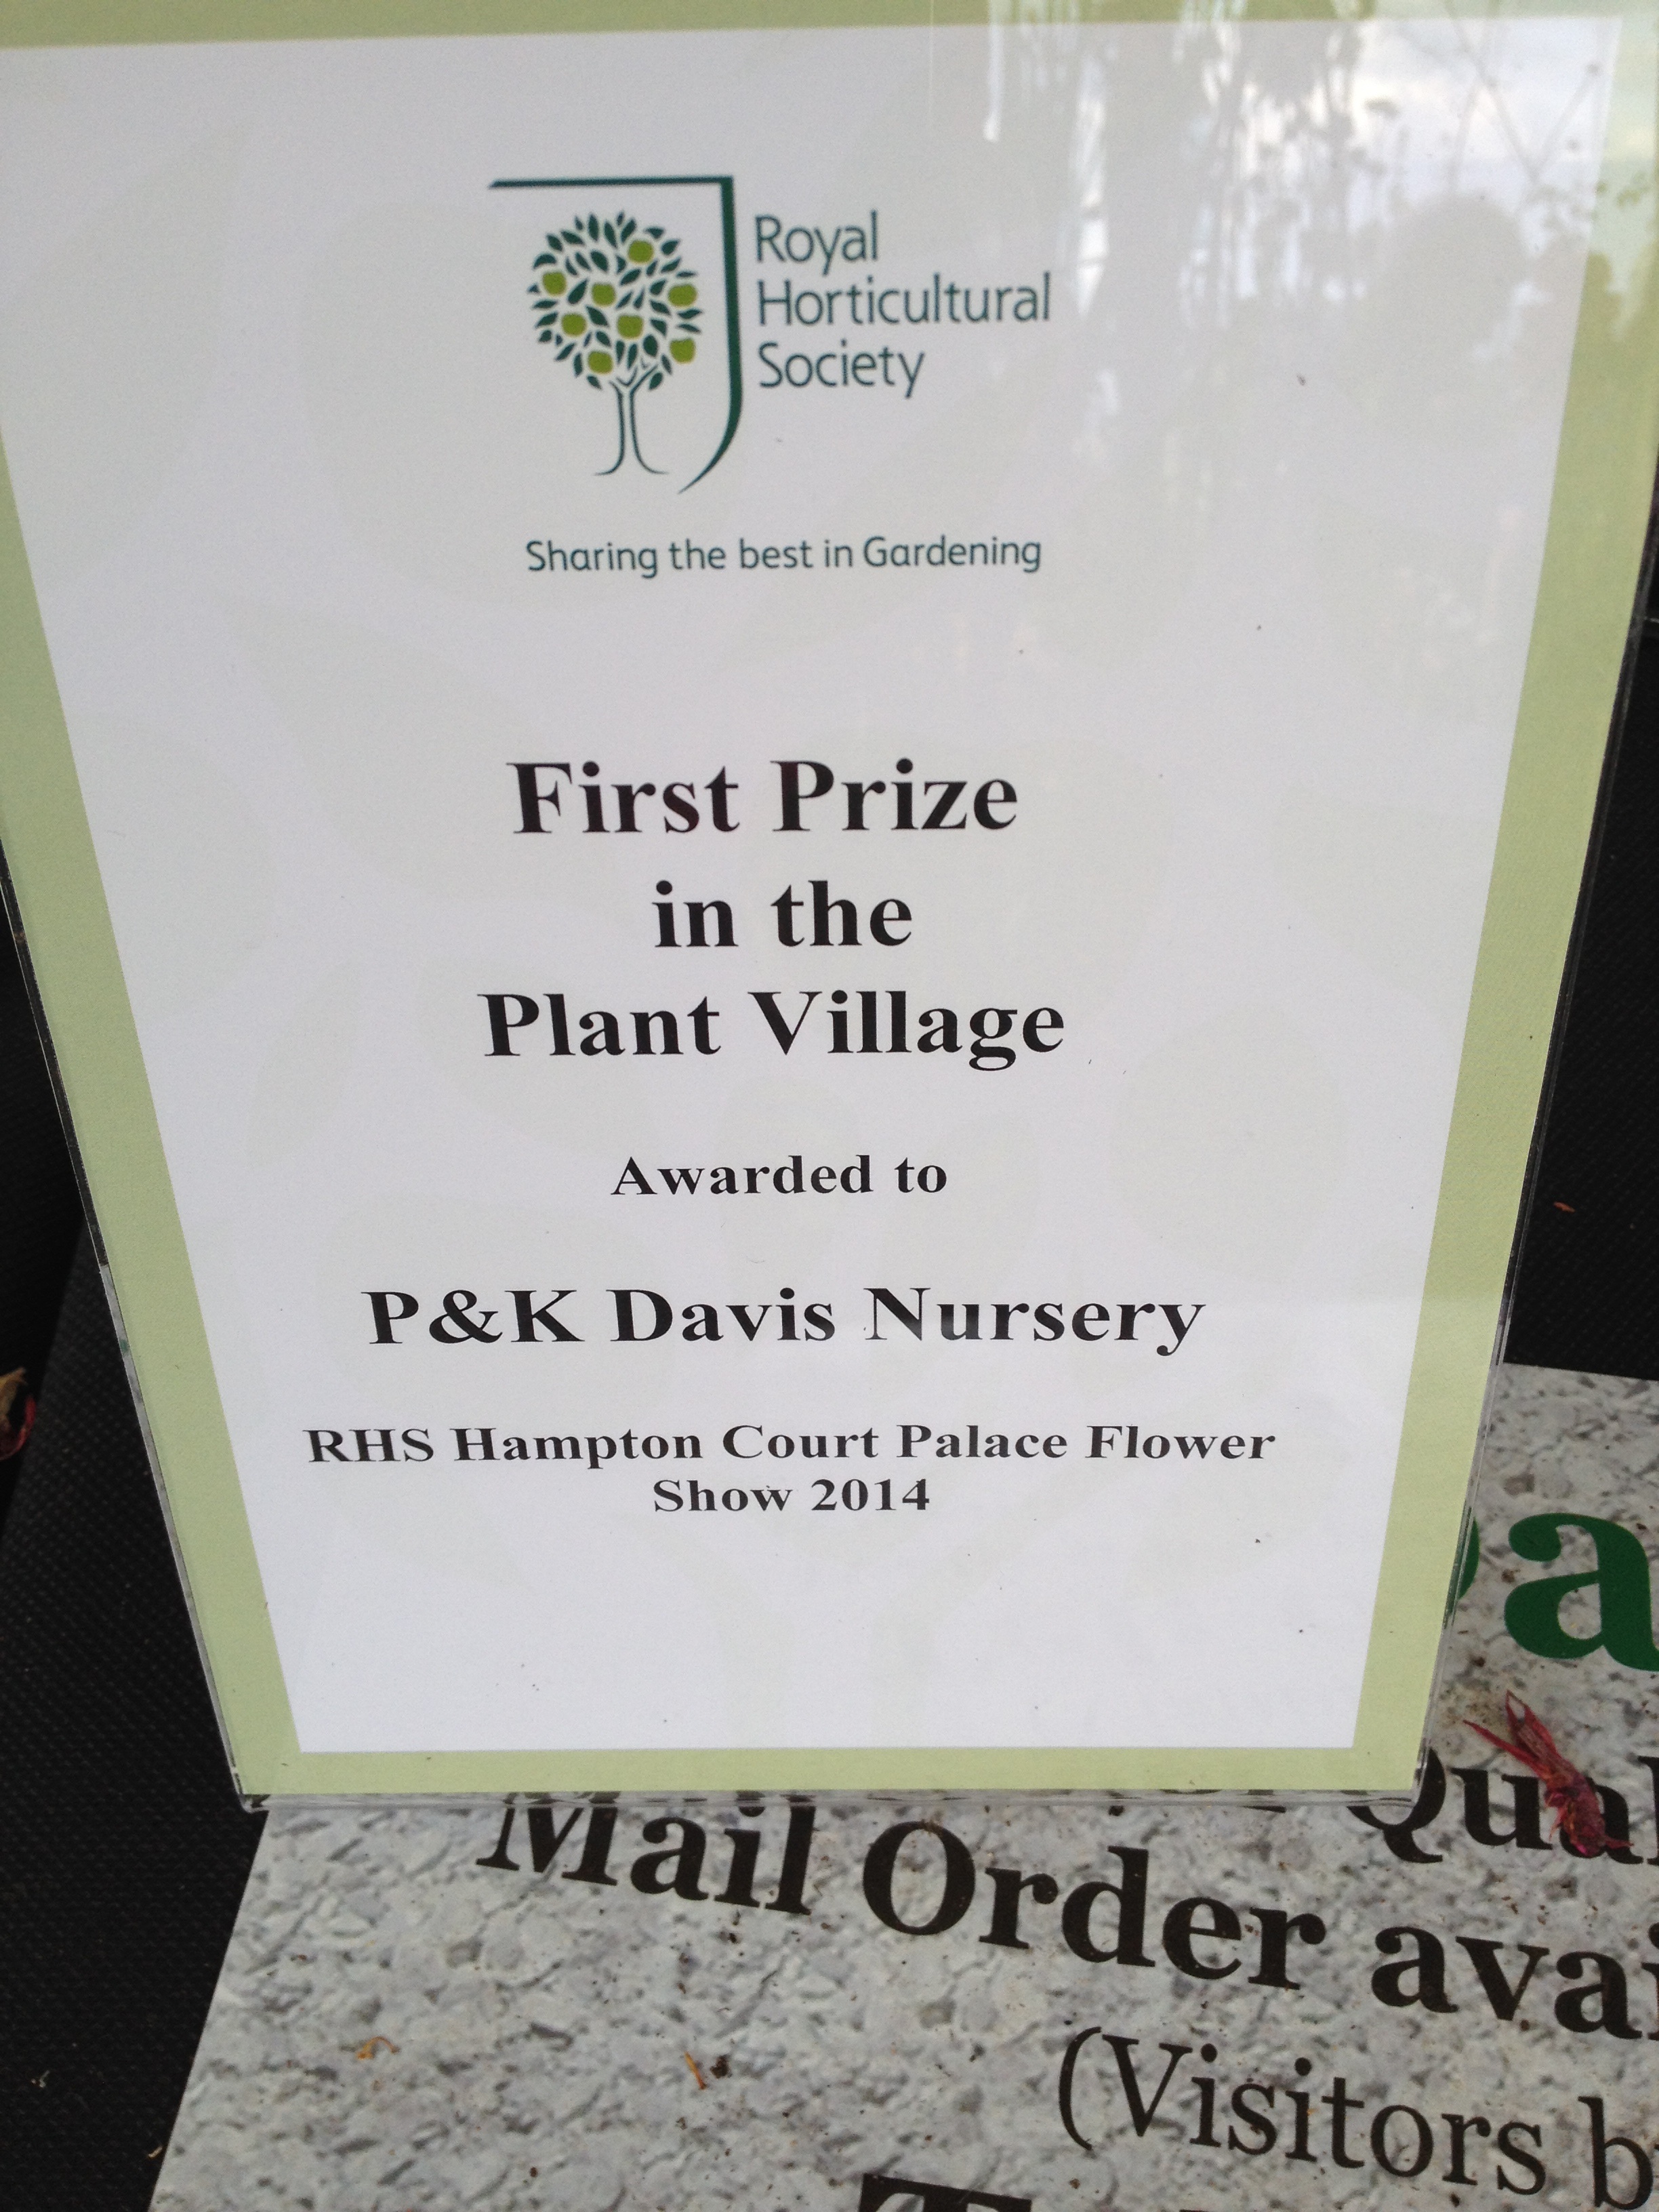 Royal
Horticultural
Society
Sharing the best in Gardening
First Prize
in the
Plant Village
Awarded to
P&K Davis Nursery
RHS Hampton Court Palace Flower
Show 2014
Mail Order
(Visitors